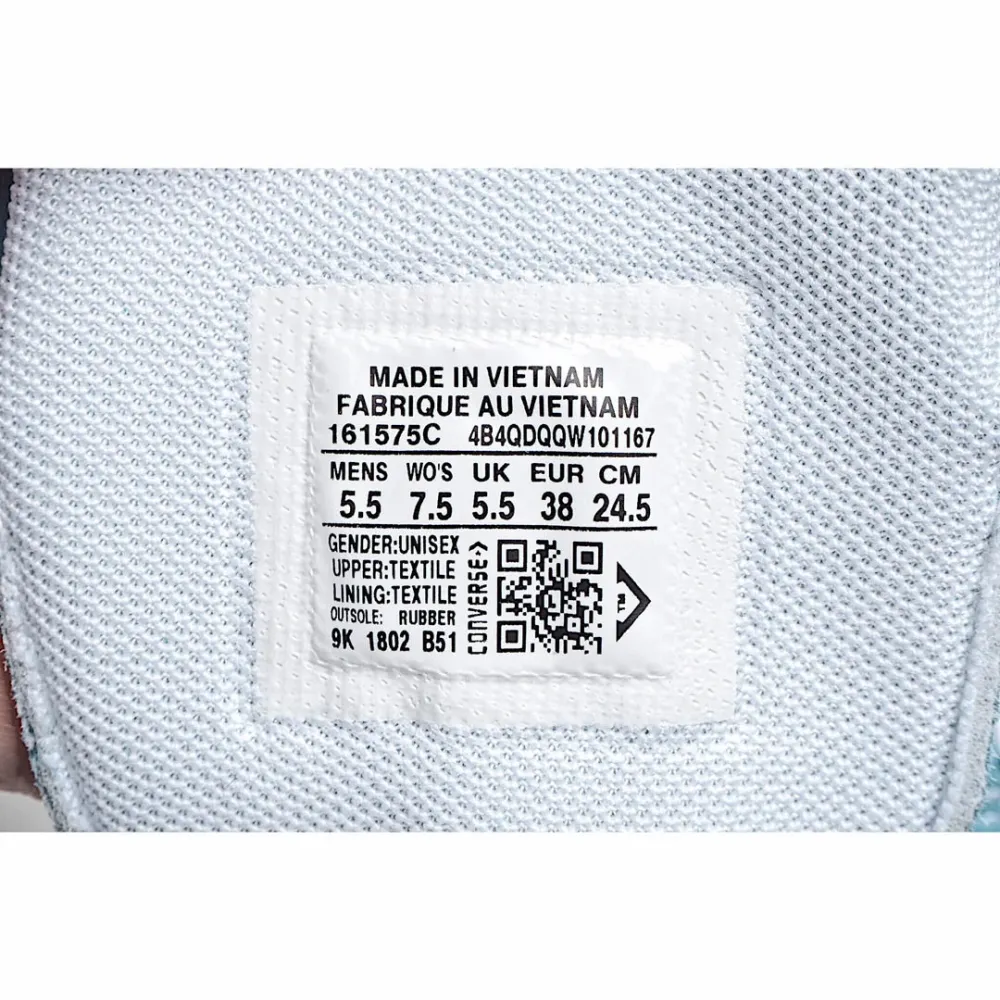 MADE IN VIETNAM
FABRIQUE AU VIETNAM
161575C 4B4QDQQW101167
MENS WO'S UK EUR CM
5.5 7.5 5.5 38 24.5
GENDER:UNISEX
UPPER:TEXTILE
LINING:TEXTILE
OUTSOLE: RUBBER
9K 1802 B51
CONVERSE